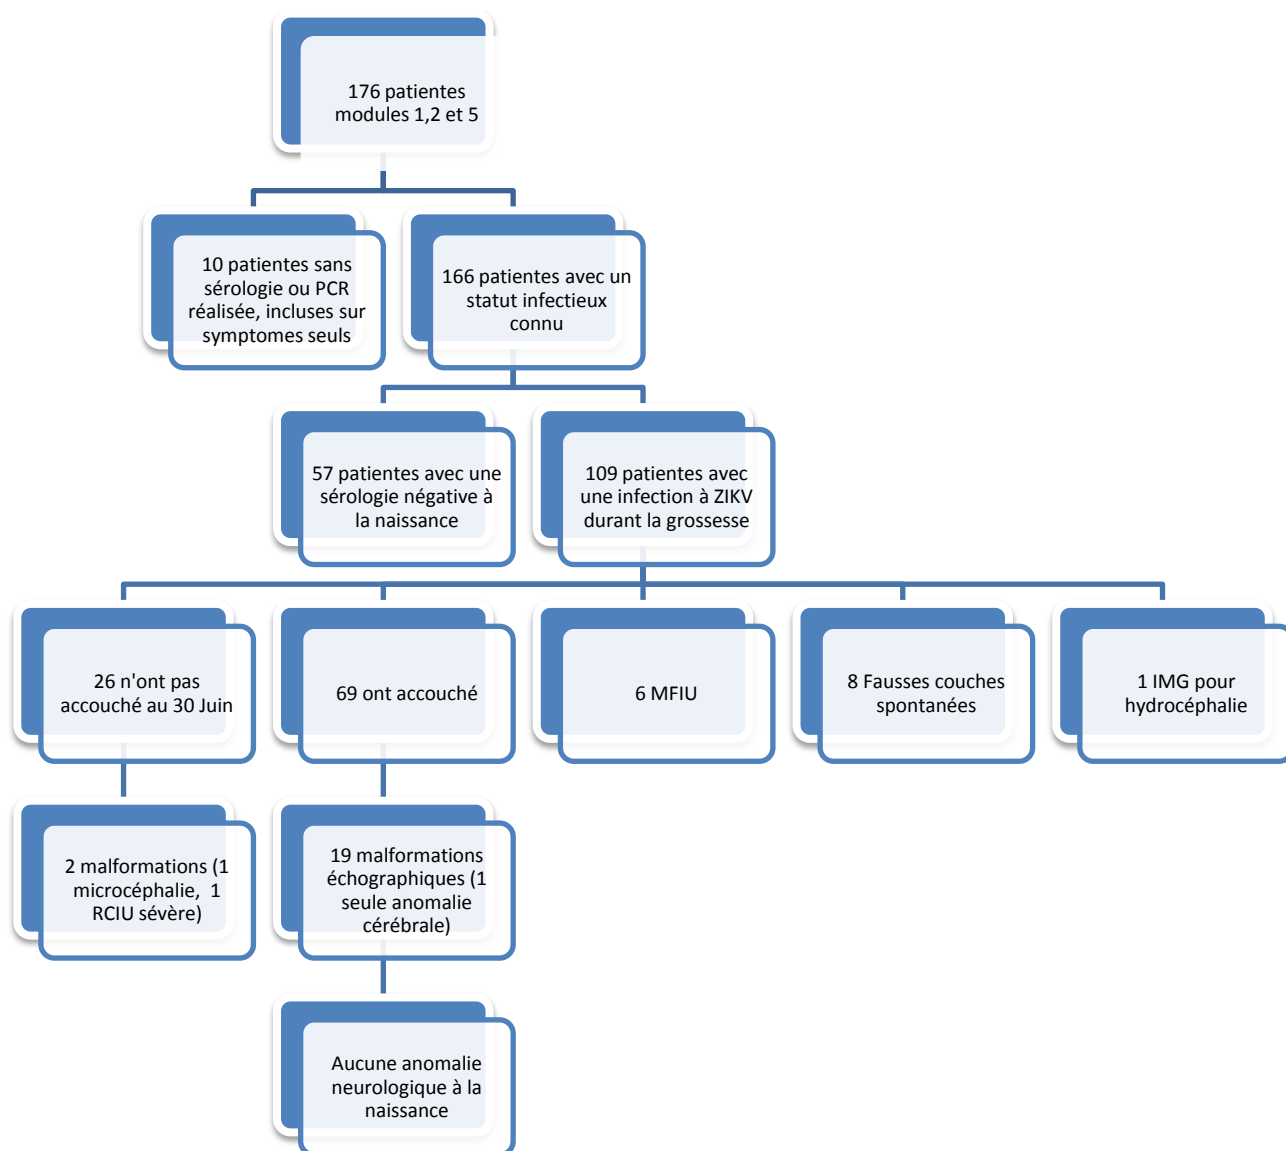 176 patientes
modules 1,2 et 5
10 patientes sans
sérologie ou PCR
réalisée, incluses sur
symptomes seuls
166 patientes avec un
statut infectieux
connu
57 patientes avec une
sérologie négative à
la naissance
109 patientes avec
une infection à ZIKV
durant la grossesse
26 n'ont pas
accouché au 30 Juin
69 ont accouché
6 MFIU
8 Fausses couches
spontanées
1 IMG pour
hydrocéphalie
2 malformations (1
microcéphalie, 1
RCIU sévère)
19 malformations
échographiques (1
seule anomalie
cérébrale)
Aucune anomalie
neurologique à la
naissance